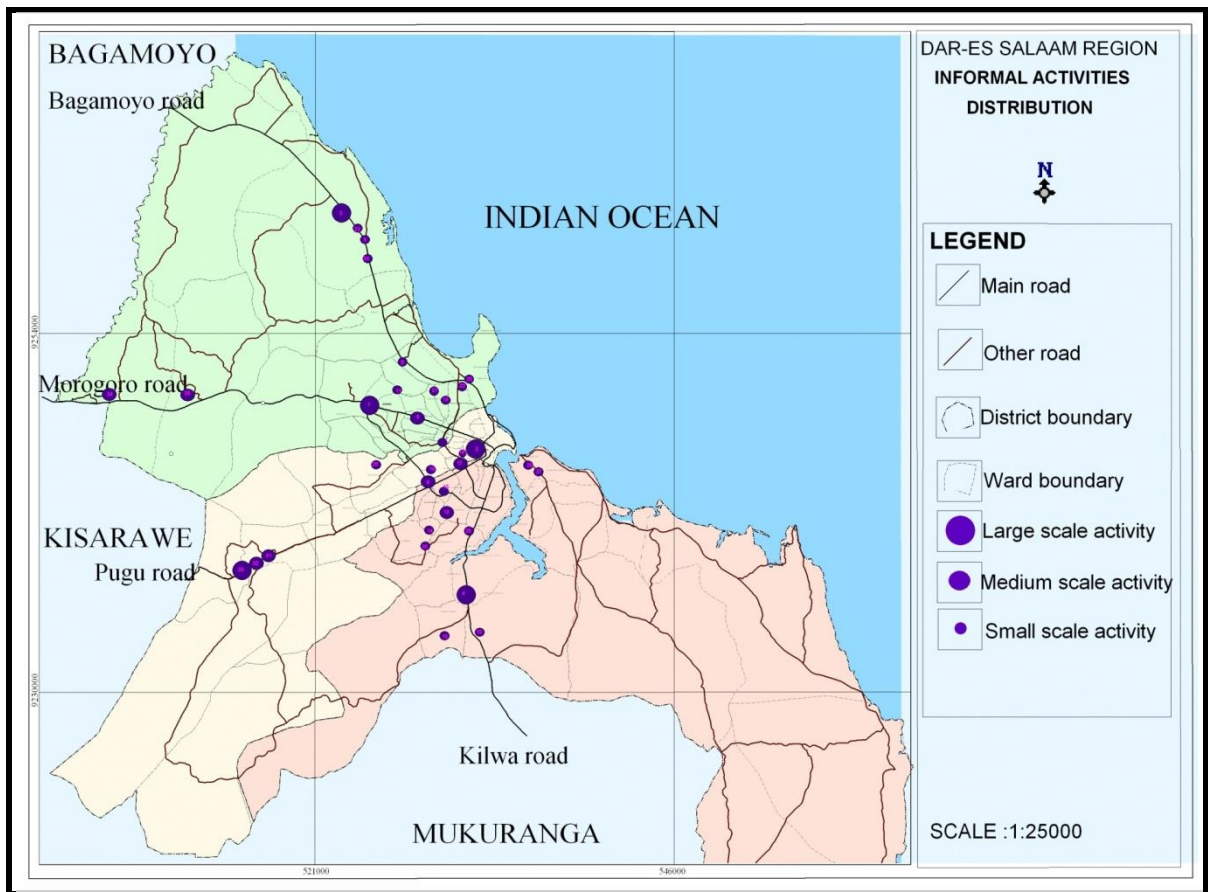 BAGAMOYO
Bagamoyo road
INDIAN OCEAN
Morogoro road
KISARAWE
Pugu road
Kilwa road
MUKURANGA
9254000
9230000
521000
546000
DAR-ES SALAAM REGION
INFORMAL ACTIVITIES
DISTRIBUTION
N
LEGEND
Main road
Other road
District boundary
Ward boundary
Large scale activity
Medium scale activity
Small scale activity
SCALE :1:25000